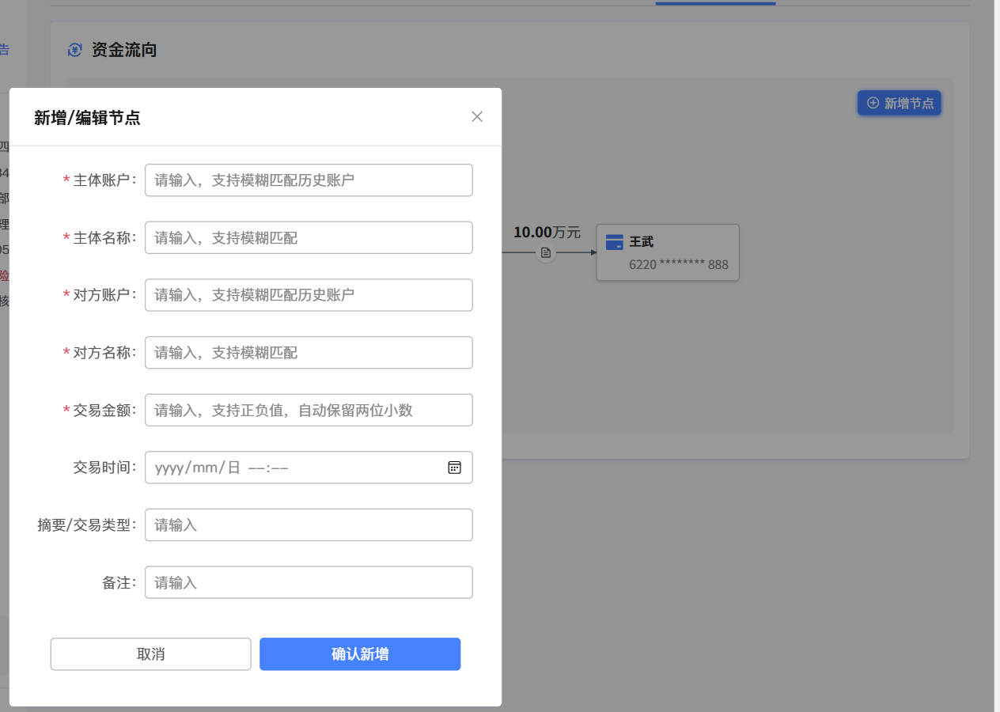 告
资金流向
新增节点
新增/编辑节点
四
34
部
理
05
险
核
* 主体账户： 请输入，支持模糊匹配历史账户
* 主体名称： 请输入，支持模糊匹配
* 对方账户： 请输入，支持模糊匹配历史账户
* 对方名称： 请输入，支持模糊匹配
* 交易金额： 请输入，支持正负值，自动保留两位小数
交易时间： yyyy/mm/日 --:--
摘要/交易类型： 请输入
备注： 请输入
取消 确认新增
10.00万元
王武
6220 ******** 888